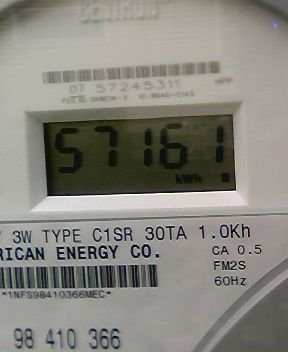 CENTRON
07 57245311
57161
kWh
3W TYPE C1SR 30TA 1.0Kh
RICAN ENERGY CO.
CA 0.5
FM2S
60Hz
*1NFS98410366MEC*
98 410 366